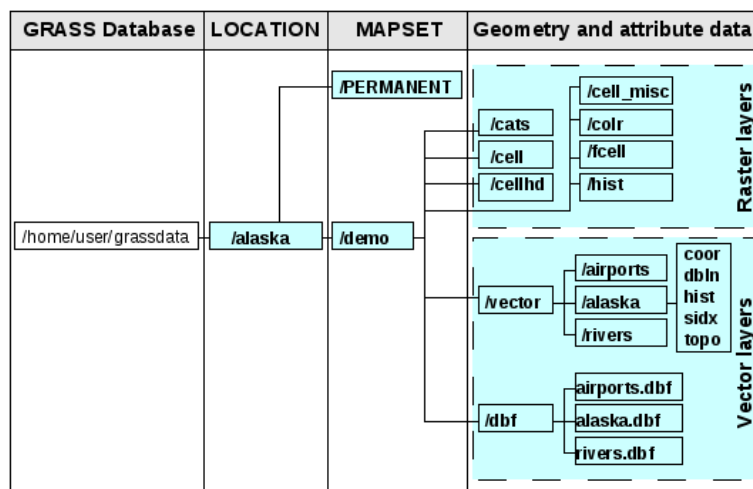 GRASS Database
LOCATION
MAPSET
Geometry and attribute data
/home/user/grassdata
/alaska
/PERMANENT
/demo
/cats
/cell
/cellhd
/cell_misc
/colr
/fcell
/hist
Raster layers
/vector
/airports
/alaska
/rivers
coor
dbln
hist
sidx
topo
/dbf
airports.dbf
alaska.dbf
rivers.dbf
Vector layers